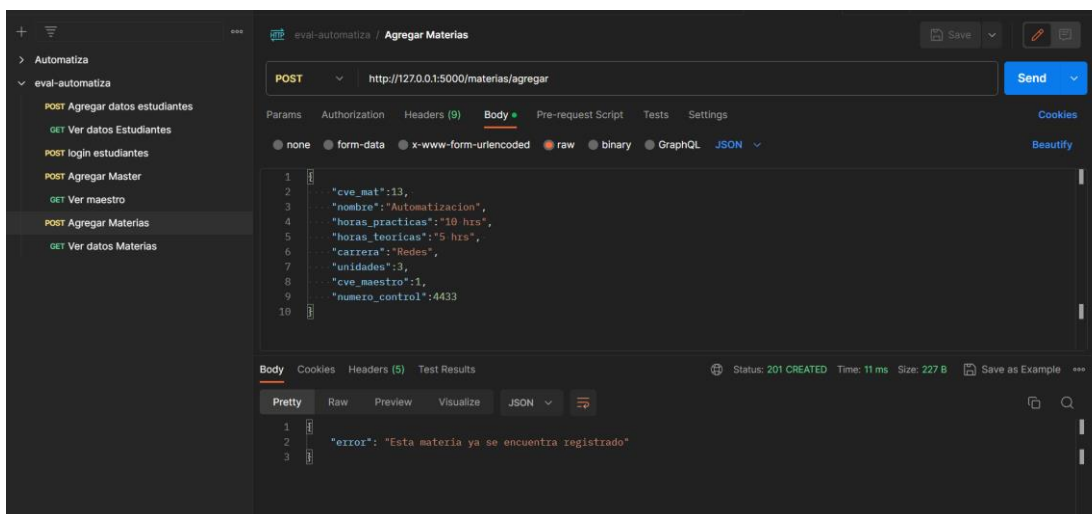 eval-automatiza / Agregar Materias
Save
Automatiza
eval-automatiza
POST Agregar datos estudiantes
GET Ver datos Estudiantes
POST login estudiantes
POST Agregar Master
GET Ver maestro
POST Agregar Materias
GET Ver datos Materias
POST http://127.0.0.1:5000/materias/agregar Send
Params Authorization Headers (9) Body Pre-request Script Tests Settings Cookies
none form-data x-www-form-urlencoded raw binary GraphQL JSON Beautify
1 {
2 "cve_mat":13,
3 "nombre":"Automatizacion",
4 "horas_practicas":"10 hrs",
5 "horas_teoricas":"5 hrs",
6 "carrera":"Redes",
7 "unidades":3,
8 "cve_maestro":1,
9 "numero_control":4433
10 }
Body Cookies Headers (5) Test Results Status: 201 CREATED Time: 11 ms Size: 227 B Save as Example
Pretty Raw Preview Visualize JSON
1 {
2 "error": "Esta materia ya se encuentra registrado"
3 }